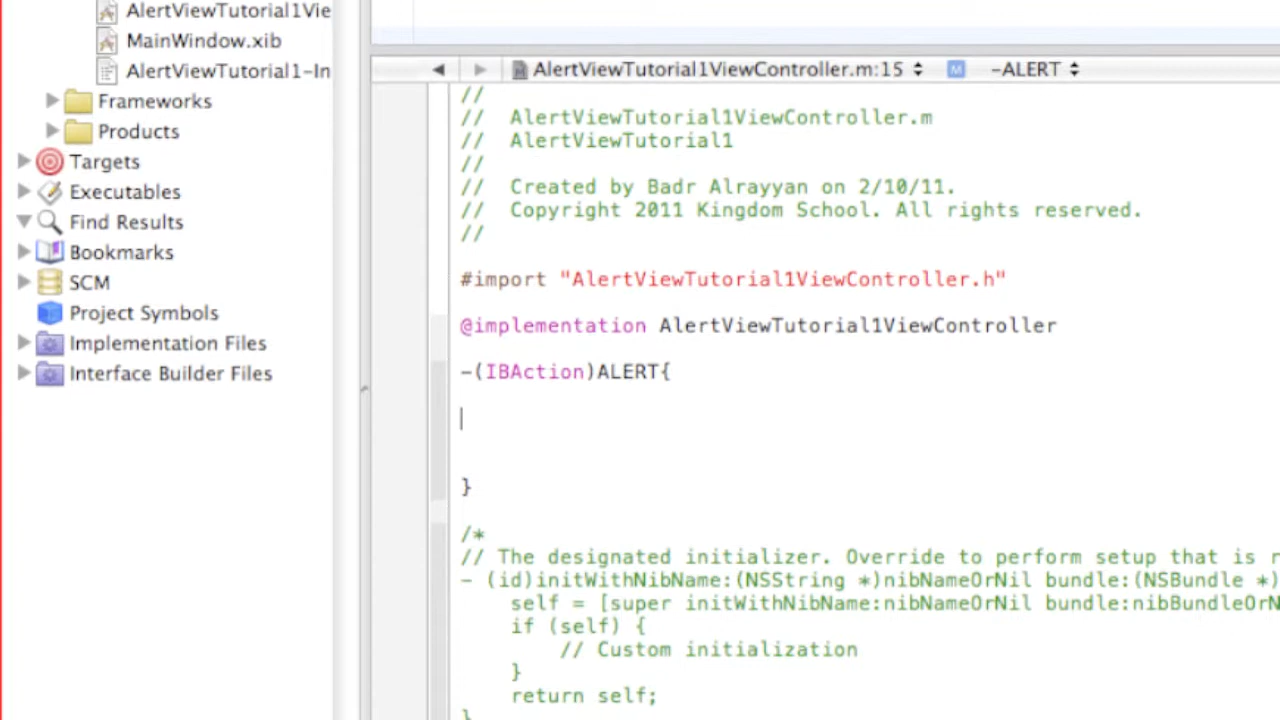 AlertViewTutorial1Vie
MainWindow.xib
AlertViewTutorial1-In
Frameworks
Products
Targets
Executables
Find Results
Bookmarks
SCM
Project Symbols
Implementation Files
Interface Builder Files
AlertViewTutorial1ViewController.m:15 M -ALERT
//
// AlertViewTutorial1ViewController.m
// AlertViewTutorial1
//
// Created by Badr Alrayyan on 2/10/11.
// Copyright 2011 Kingdom School. All rights reserved.
//
#import "AlertViewTutorial1ViewController.h"
@implementation AlertViewTutorial1ViewController
-(IBAction)ALERT{
}
/*
// The designated initializer. Override to perform setup that is r
- (id)initWithNibName:(NSString *)nibNameOrNil bundle:(NSBundle *)
self = [super initWithNibName:nibNameOrNil bundle:nibBundleOrN
if (self) {
// Custom initialization
}
return self;
}